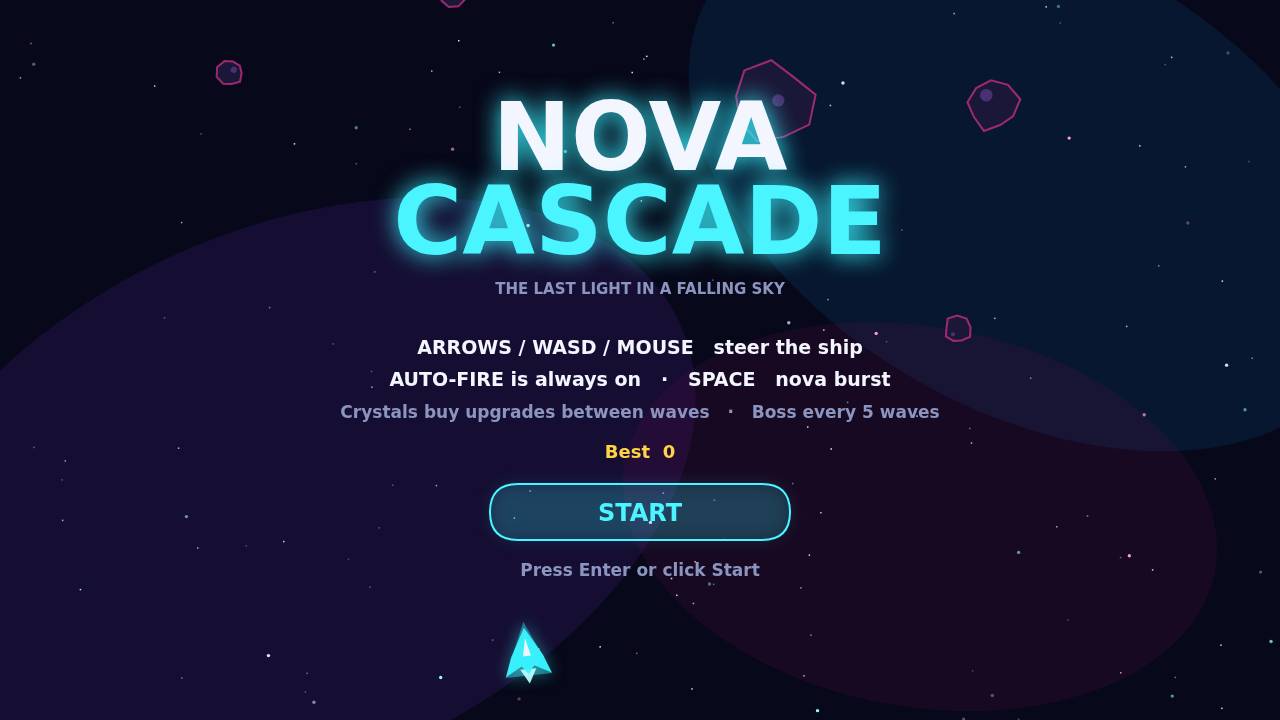 NOVA
CASCADE
THE LAST LIGHT IN A FALLING SKY
ARROWS / WASD / MOUSE steer the ship
AUTO-FIRE is always on · SPACE nova burst
Crystals buy upgrades between waves · Boss every 5 waves
Best 0
START
Press Enter or click Start